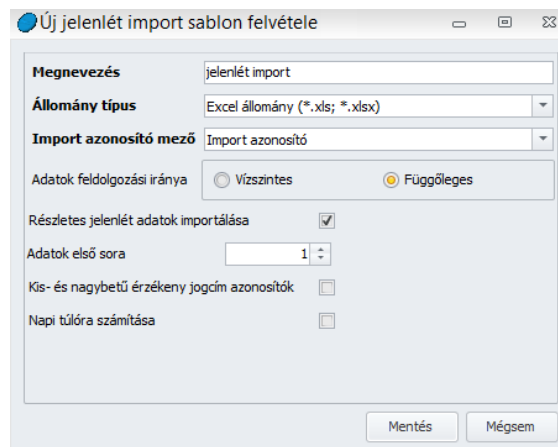 Új jelenlét import sablon felvétele
Megnevezés jelenlét import
Állomány típus Excel állomány (*.xls; *.xlsx)
Import azonosító mező Import azonosító
Adatok feldolgozási iránya Vízszintes Függőleges
Részletes jelenlét adatok importálása
Adatok első sora 1
Kis- és nagybetű érzékeny jogcím azonosítók
Napi túlóra számítása
Mentés Mégsem